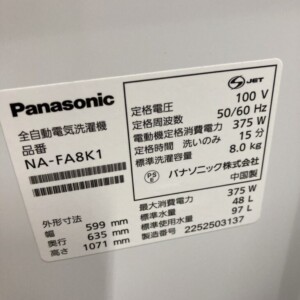 Panasonic
全自動電気洗濯機
品番
NA-FA8K1
JET
定格電圧 100 V
定格周波数 50/60 Hz
電動機定格消費電力 375 W
定格時間 洗いのみ 15 分
標準洗濯容量 8.0 kg
PS
E
パナソニック株式会社
中国製
外形寸法
幅 599 mm
奥行 635 mm
高さ 1071 mm
最大消費電力 375 W
標準水量 48 L
標準使用水量 97 L
製造番号 2252503137